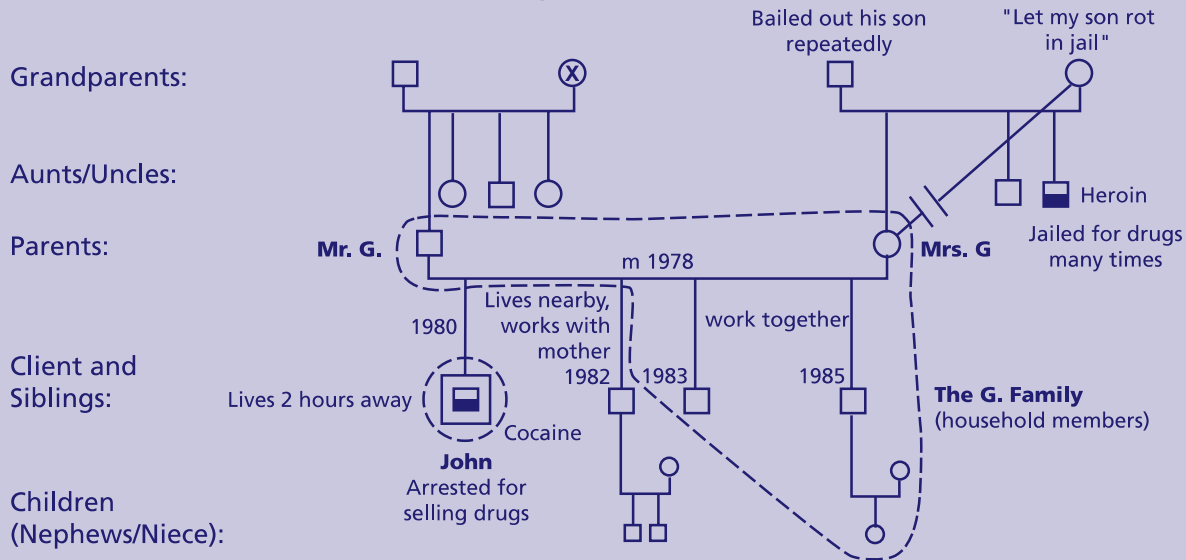 Bailed out his son
repeatedly
"Let my son rot
in jail"
Grandparents:
X
Aunts/Uncles:
Heroin
Jailed for drugs
many times
Parents:
Mr. G.
m 1978
Mrs. G
1980
Lives nearby,
works with
mother
work together
Client and
Siblings:
1982
1983
1985
Lives 2 hours away
Cocaine
The G. Family
(household members)
John
Arrested for
selling drugs
Children
(Nephews/Niece):